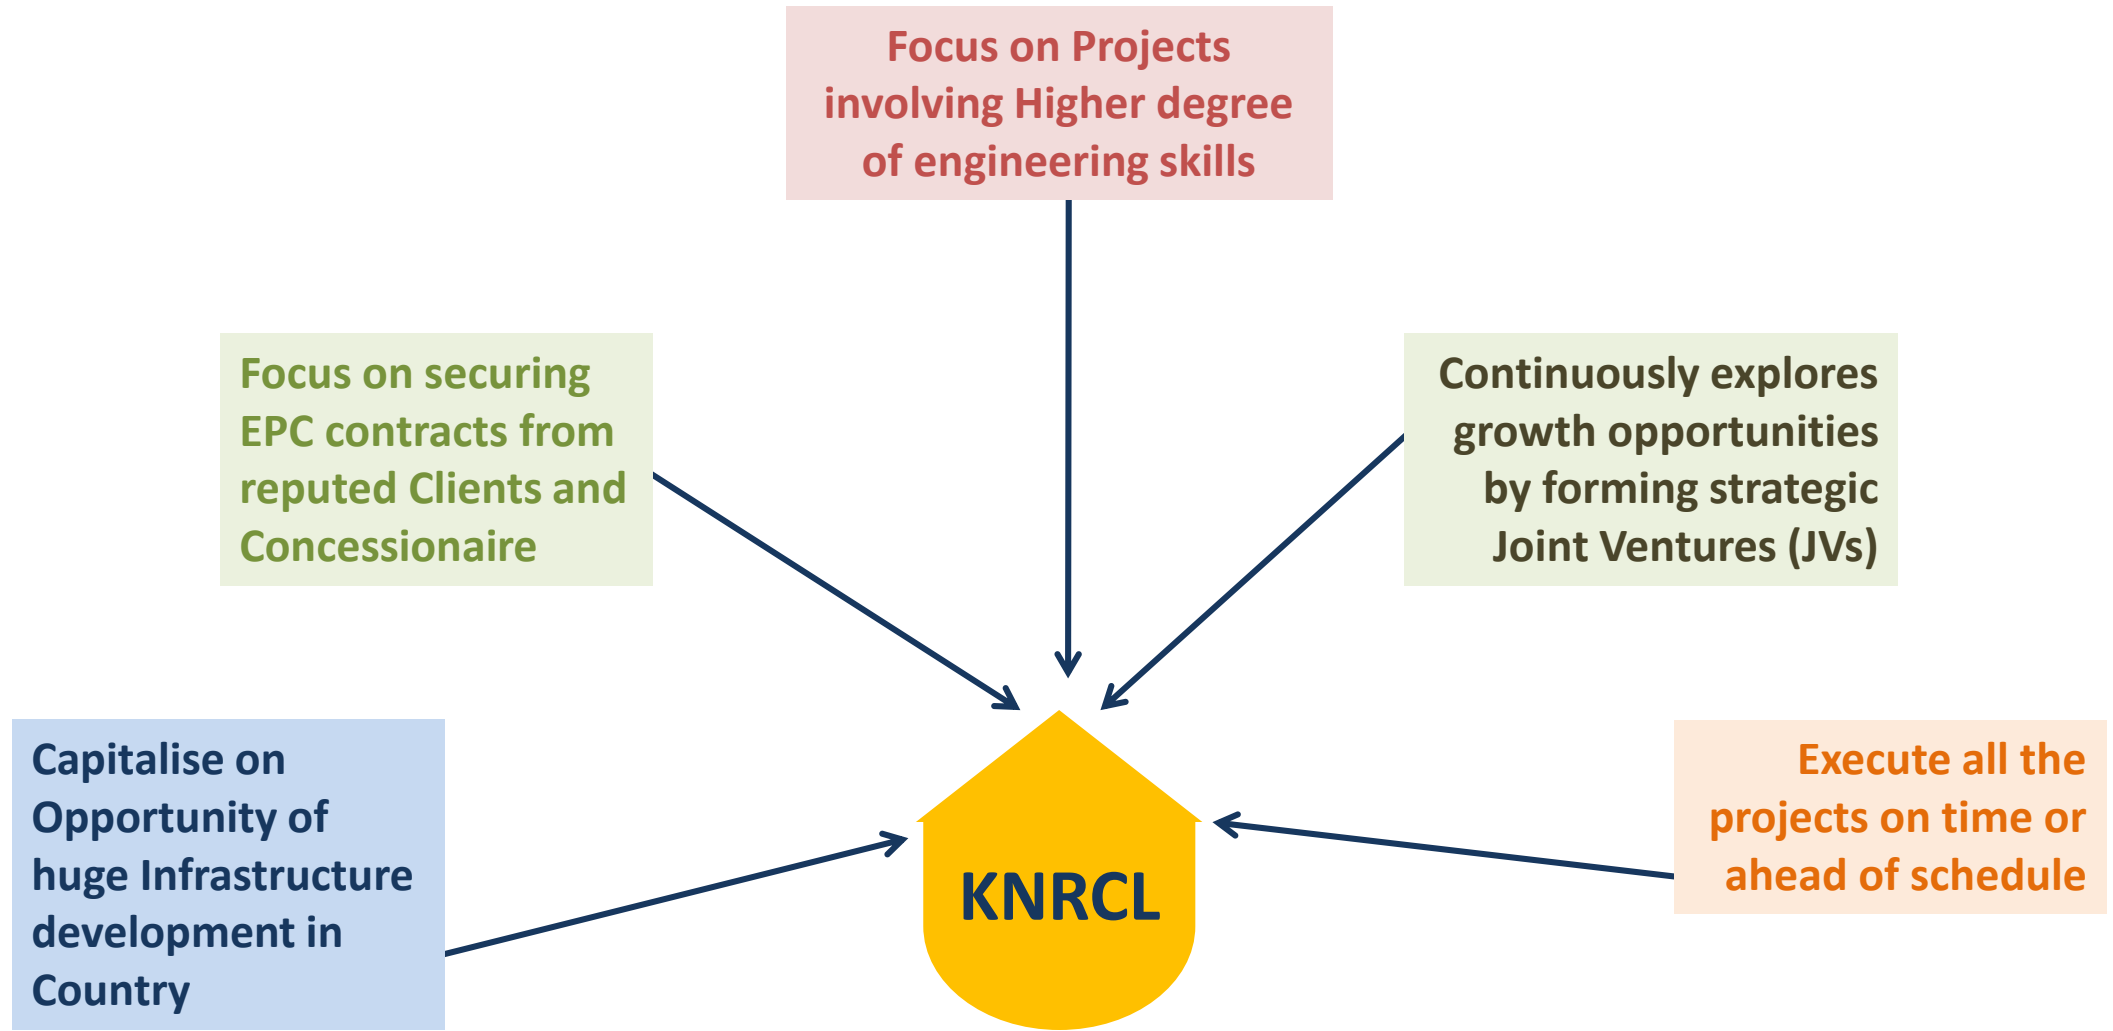 Focus on Projects
involving Higher degree
of engineering skills
Focus on securing
EPC contracts from
reputed Clients and
Concessionaire
Continuously explores
growth opportunities
by forming strategic
Joint Ventures (JVs)
Capitalise on
Opportunity of
huge Infrastructure
development in
Country
Execute all the
projects on time or
ahead of schedule
KNRCL